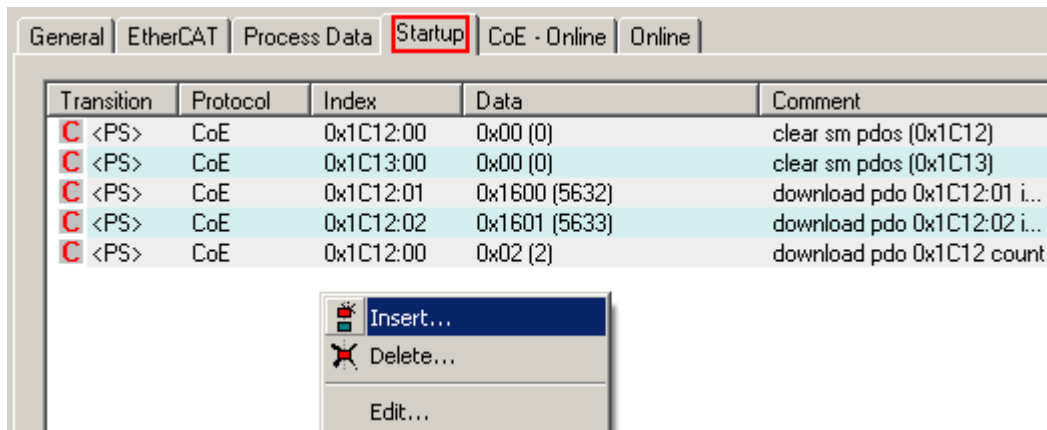 General EtherCAT Process Data Startup CoE - Online Online
Transition Protocol Index Data Comment
C <PS> CoE 0x1C12:00 0x00 (0) clear sm pdos (0x1C12)
C <PS> CoE 0x1C13:00 0x00 (0) clear sm pdos (0x1C13)
C <PS> CoE 0x1C12:01 0x1600 (5632) download pdo 0x1C12:01 i...
C <PS> CoE 0x1C12:02 0x1601 (5633) download pdo 0x1C12:02 i...
C <PS> CoE 0x1C12:00 0x02 (2) download pdo 0x1C12 count
Insert...
Delete...
Edit...